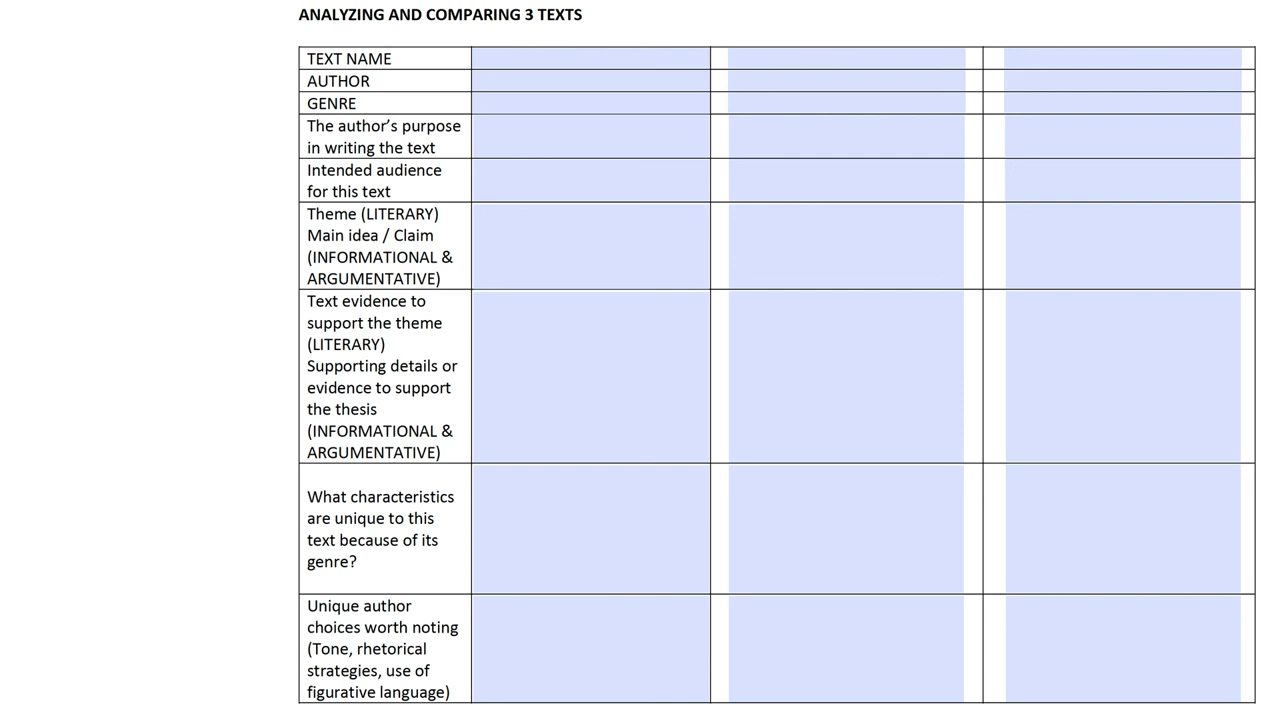 ANALYZING AND COMPARING 3 TEXTS
TEXT NAME
AUTHOR
GENRE
The author’s purpose
in writing the text
Intended audience
for this text
Theme (LITERARY)
Main idea / Claim
(INFORMATIONAL &
ARGUMENTATIVE)
Text evidence to
support the theme
(LITERARY)
Supporting details or
evidence to support
the thesis
(INFORMATIONAL &
ARGUMENTATIVE)
What characteristics
are unique to this
text because of its
genre?
Unique author
choices worth noting
(Tone, rhetorical
strategies, use of
figurative language)